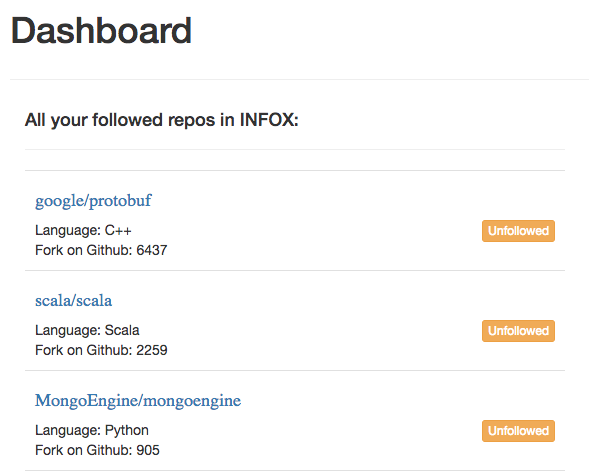 Dashboard
All your followed repos in INFOX:
google/protobuf
Language: C++
Unfollowed
Fork on Github: 6437
scala/scala
Language: Scala
Unfollowed
Fork on Github: 2259
MongoEngine/mongoengine
Language: Python
Unfollowed
Fork on Github: 905